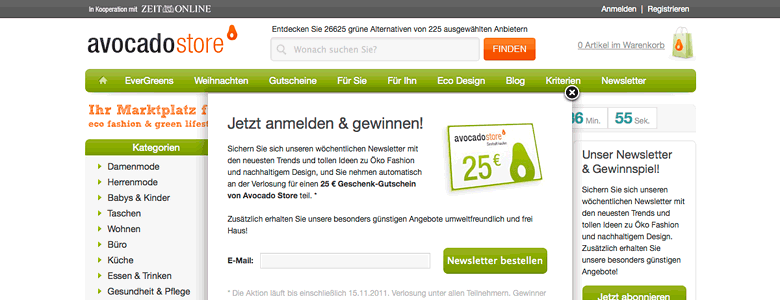 In Kooperation mit ZEIT ONLINE
Anmelden | Registrieren
avocadostore
Entdecken Sie 26625 grüne Alternativen von 225 ausgewählten Anbietern
Wonach suchen Sie?
FINDEN
0 Artikel im Warenkorb
EverGreens Weihnachten Gutscheine Für Sie Für Ihn Eco Design Blog Kriterien Newsletter
Ihr Marktplatz f
eco fashion & green lifes
36 Min. 55 Sek.
Kategorien
Damenmode
Herrenmode
Babys & Kinder
Taschen
Wohnen
Büro
Küche
Essen & Trinken
Gesundheit & Pflege
Jetzt anmelden & gewinnen!
Sichern Sie sich unseren wöchentlichen Newsletter mit
den neuesten Trends und tollen Ideen zu Öko Fashion
und nachhaltigem Design, und Sie nehmen automatisch
an der Verlosung für einen 25 € Geschenk-Gutschein
von Avocado Store teil. *
Zusätzlich erhalten Sie unsere besonders günstigen Angebote umweltfreundlich und frei
Haus!
avocadostore
25 €
E-Mail:
Newsletter bestellen
* Die Aktion läuft bis einschließlich 15.11.2011. Verlosung unter allen Teilnehmern. Gewinner
Unser Newsletter
& Gewinnspiel!
Sichern Sie sich unseren
wöchentlichen Newsletter mit
den neuesten Trends und
tollen Ideen zu Öko Fashion
und nachhaltigem Design.
Zusätzlich erhalten Sie
unsere besonders günstigen
Angebote!
Jetzt abonnieren